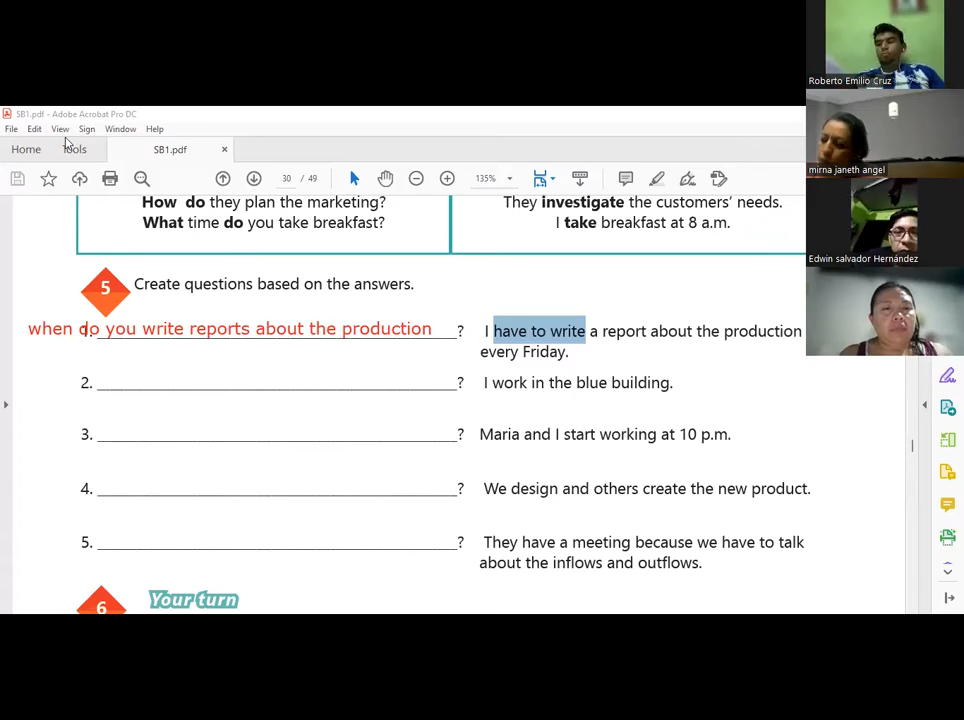 SB1.pdf - Adobe Acrobat Pro DC
File Edit View Sign Window Help
Home Tools SB1.pdf ×
30 / 49 135%
How do they plan the marketing? They investigate the customers' needs.
What time do you take breakfast? I take breakfast at 8 a.m.
5 Create questions based on the answers.
when do you write reports about the production
1. ? I have to write a report about the production
every Friday.
2. ? I work in the blue building.
3. ? Maria and I start working at 10 p.m.
4. ? We design and others create the new product.
5. ? They have a meeting because we have to talk
about the inflows and outflows.
6 Your turn
Roberto Emilio Cruz
mirna janeth angel
Edwin salvador Hernández